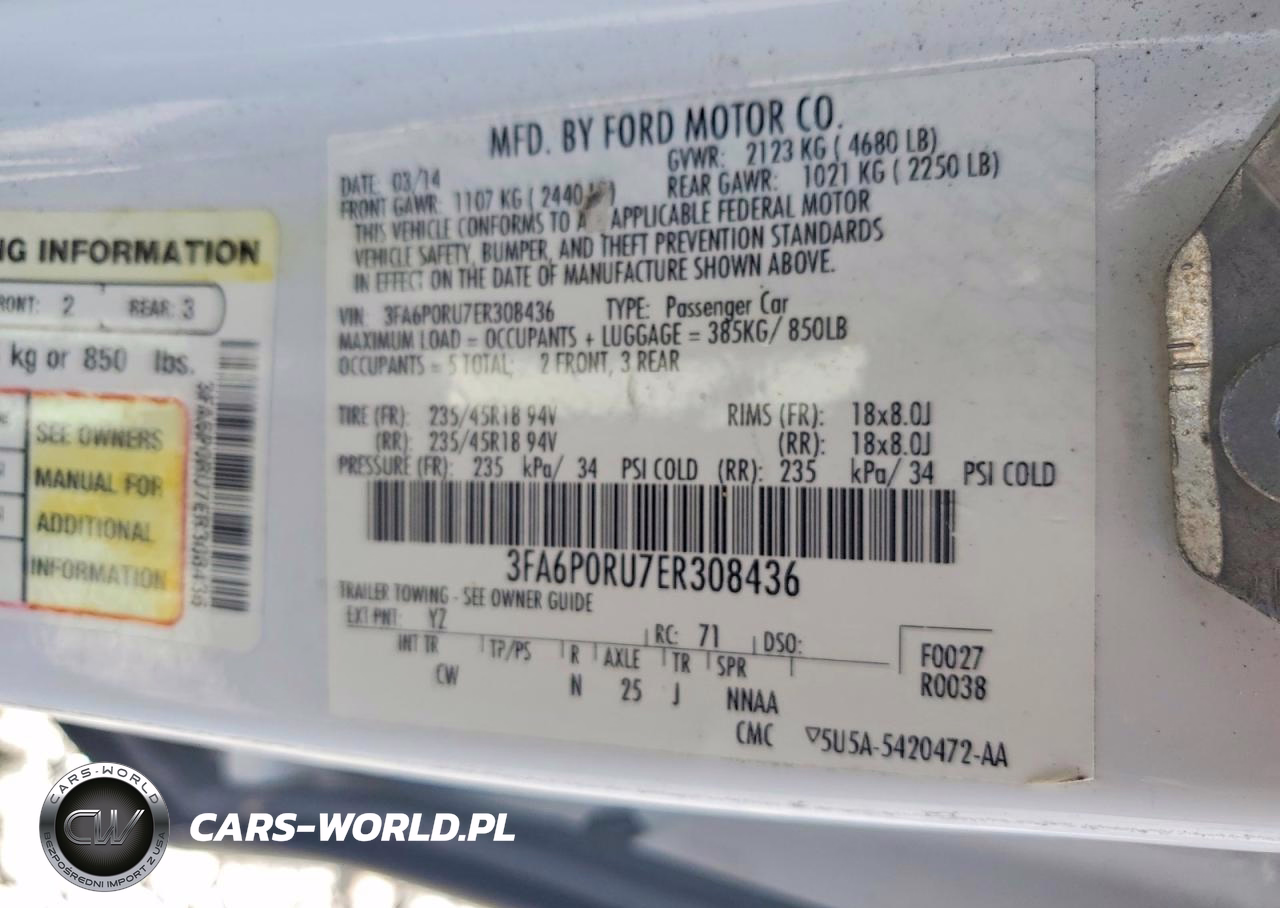 MFD. BY FORD MOTOR CO.
DATE: 03/14 GVWR: 2123 KG ( 4680 LB)
FRONT GAWR: 1107 KG ( 2440 REAR GAWR: 1021 KG ( 2250 LB)
THIS VEHICLE CONFORMS TO APPLICABLE FEDERAL MOTOR
VEHICLE SAFETY, BUMPER, AND THEFT PREVENTION STANDARDS
IN EFFECT ON THE DATE OF MANUFACTURE SHOWN ABOVE.
VIN: 3FA6P0RU7ER308436 TYPE: Passenger Car
MAXIMUM LOAD = OCCUPANTS + LUGGAGE = 385KG/ 850LB
OCCUPANTS = 5 TOTAL; 2 FRONT, 3 REAR
TIRE (FR): 235/45R18 94V RIMS (FR): 18x8.0J
(RR): 235/45R18 94V (RR): 18x8.0J
PRESSURE (FR): 235 kPa/ 34 PSI COLD (RR): 235 kPa/ 34 PSI COLD
3FA6P0RU7ER308436
TRAILER TOWING - SEE OWNER GUIDE
EXT PNT: YZ RC: 71 DSO:
INT TR TP/PS R AXLE TR SPR F0027
CW N 25 J NNAA R0038
CMC ▽5U5A-5420472-AA
NG INFORMATION
RONT: 2 REAR: 3
kg or 850 lbs.
SEE OWNERS
MANUAL FOR
ADDITIONAL
INFORMATION
3FA6P0RU7ER308436
CARS-WORLD
CW
BEZPOŚREDNI IMPORT Z USA
CARS-WORLD.PL